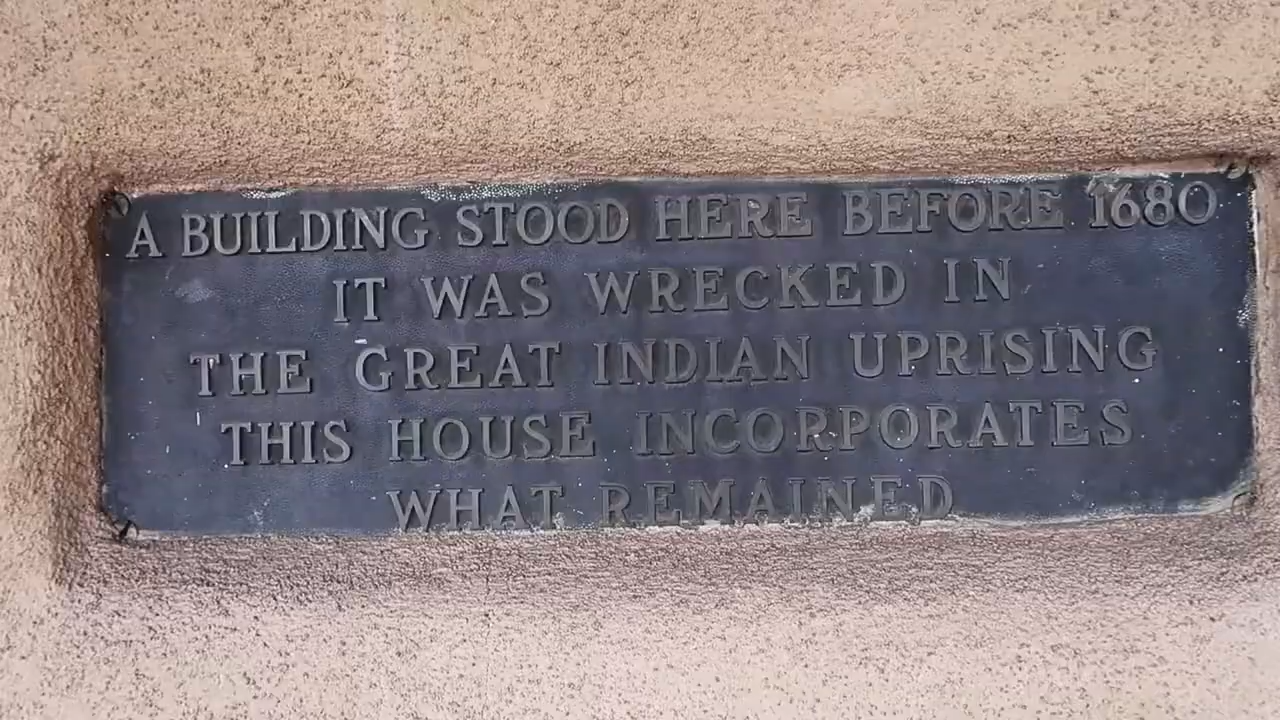 A BUILDING STOOD HERE BEFORE 1680
IT WAS WRECKED IN
THE GREAT INDIAN UPRISING
THIS HOUSE INCORPORATES
WHAT REMAINED